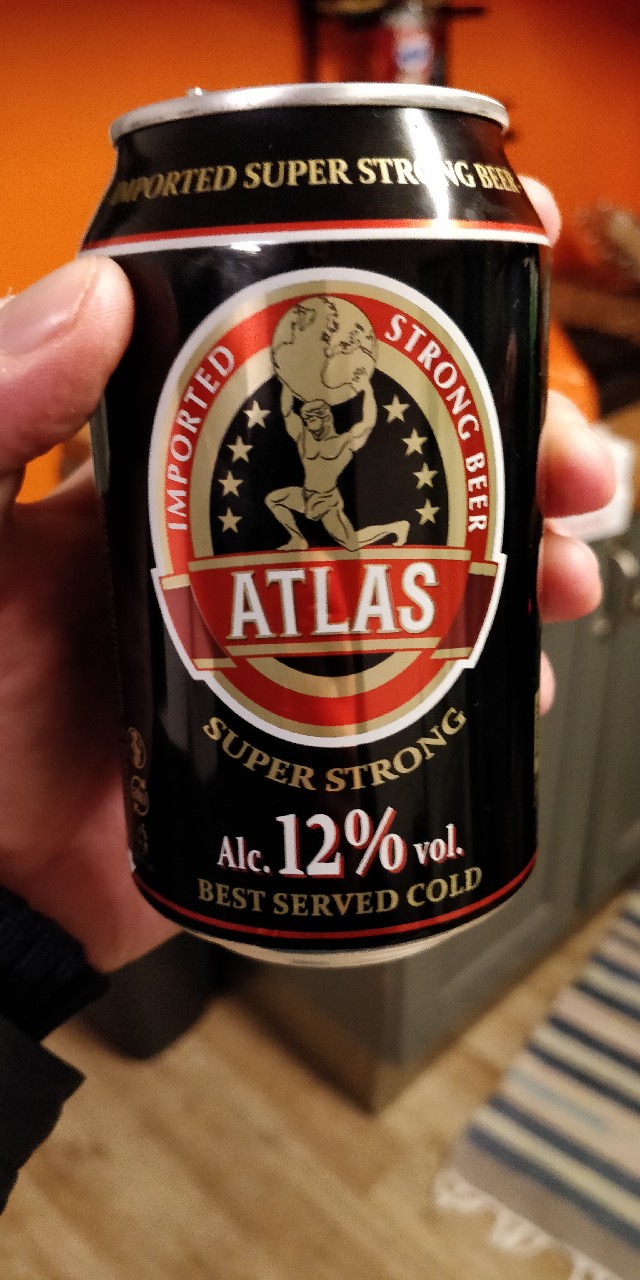 IMPORTED SUPER STRONG BEER
IMPORTED STRONG BEER
ATLAS
SUPER STRONG
Alc. 12% vol.
BEST SERVED COLD